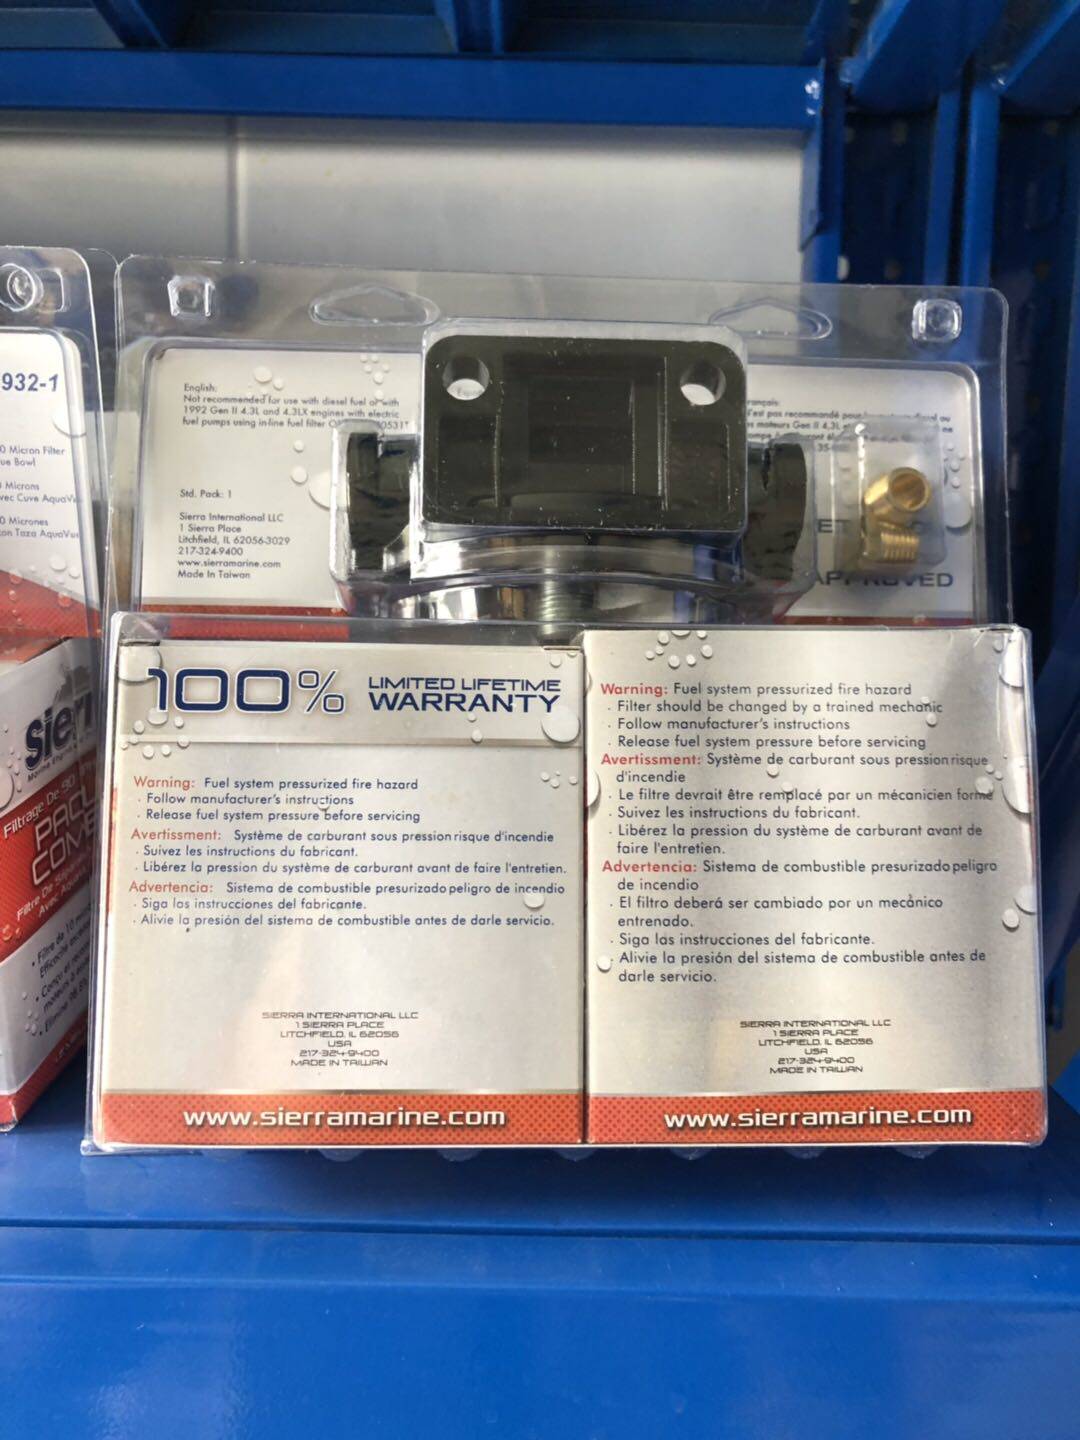 932-1
Micron Filter
Bowl
Microns
Cuve AquaVu
Micrones
Taza AquaVu
Filtrage De
English:
Not recommended for use with diesel fuel or with
1992 Gen II 4.3L and 4.3LX engines with electric
fuel pumps using in-line fuel filter
Std. Pack: 1
Sierra International LLC
1 Sierra Place
Litchfield, IL 62056-3029
217-324-9400
www.sierramarine.com
Made In Taiwan
pas recommandé
moteurs Gen II 4.3L
APPROVED
100% LIMITED LIFETIME
WARRANTY
Warning: Fuel system pressurized fire hazard
. Follow manufacturer's instructions
. Release fuel system pressure before servicing
Avertissment: Système de carburant sous pression risque d'incendie
. Suivez les instructions du fabricant.
. Libérez la pression du système de carburant avant de faire l'entretien.
Advertencia: Sistema de combustible presurizado peligro de incendio
. Siga las instrucciones del fabricante.
. Alivie la presión del sistema de combustible antes de darle servicio.
SIERRA INTERNATIONAL LLC
1 SIERRA PLACE
LITCHFIELD, IL 62056
USA
217-324-9400
MADE IN TAIWAN
www.sierramarine.com
Warning: Fuel system pressurized fire hazard
. Filter should be changed by a trained mechanic
. Follow manufacturer's instructions
. Release fuel system pressure before servicing
Avertissment: Système de carburant sous pression risque
d'incendie
. Le filtre devrait être remplacé par un mécanicien formé
. Suivez les instructions du fabricant.
. Libérez la pression du système de carburant avant de
faire l'entretien.
Advertencia: Sistema de combustible presurizado peligro
de incendio
. El filtro deberá ser cambiado por un mecánico
entrenado.
. Siga las instrucciones del fabricante.
. Alivie la presión del sistema de combustible antes de
darle servicio.
SIERRA INTERNATIONAL LLC
1 SIERRA PLACE
LITCHFIELD, IL 62056
USA
217-324-9400
MADE IN TAIWAN
www.sierramarine.com